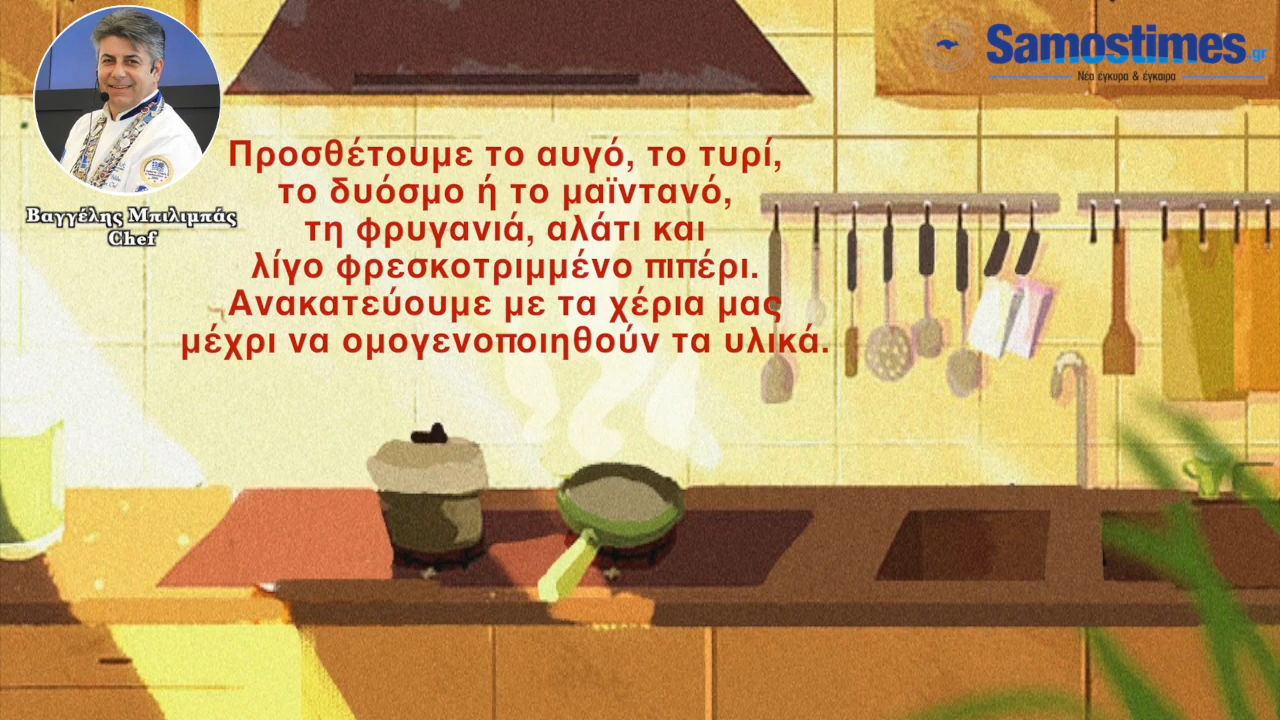 Samostimes.gr
Νέα έγκυρα & έγκαιρα
Βαγγέλης Μπιλιμπάς
Chef
Προσθέτουμε το αυγό, το τυρί,
το δυόσμο ή το μαϊντανό,
τη φρυγανιά, αλάτι και
λίγο φρεσκοτριμμένο πιπέρι.
Ανακατεύουμε με τα χέρια μας
μέχρι να ομογενοποιηθούν τα υλικά.